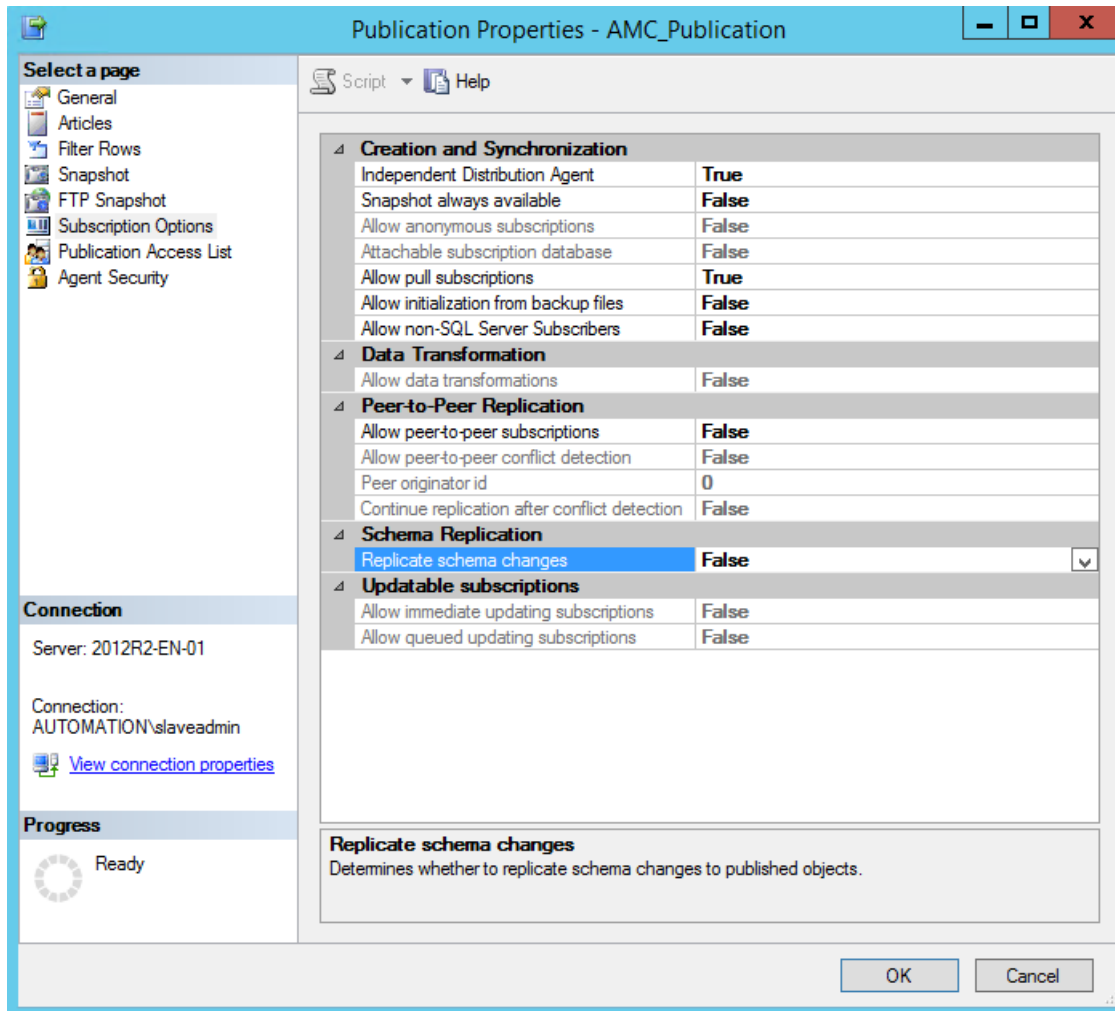 Publication Properties - AMC_Publication
Select a page
General
Articles
Filter Rows
Snapshot
FTP Snapshot
Subscription Options
Publication Access List
Agent Security
Connection
Server: 2012R2-EN-01
Connection:
AUTOMATION\slaveadmin
View connection properties
Progress
Ready
Script Help
Creation and Synchronization
Independent Distribution Agent True
Snapshot always available False
Allow anonymous subscriptions False
Attachable subscription database False
Allow pull subscriptions True
Allow initialization from backup files False
Allow non-SQL Server Subscribers False
Data Transformation
Allow data transformations False
Peer-to-Peer Replication
Allow peer-to-peer subscriptions False
Allow peer-to-peer conflict detection False
Peer originator id 0
Continue replication after conflict detection False
Schema Replication
Replicate schema changes False
Updatable subscriptions
Allow immediate updating subscriptions False
Allow queued updating subscriptions False
Replicate schema changes
Determines whether to replicate schema changes to published objects.
OK Cancel